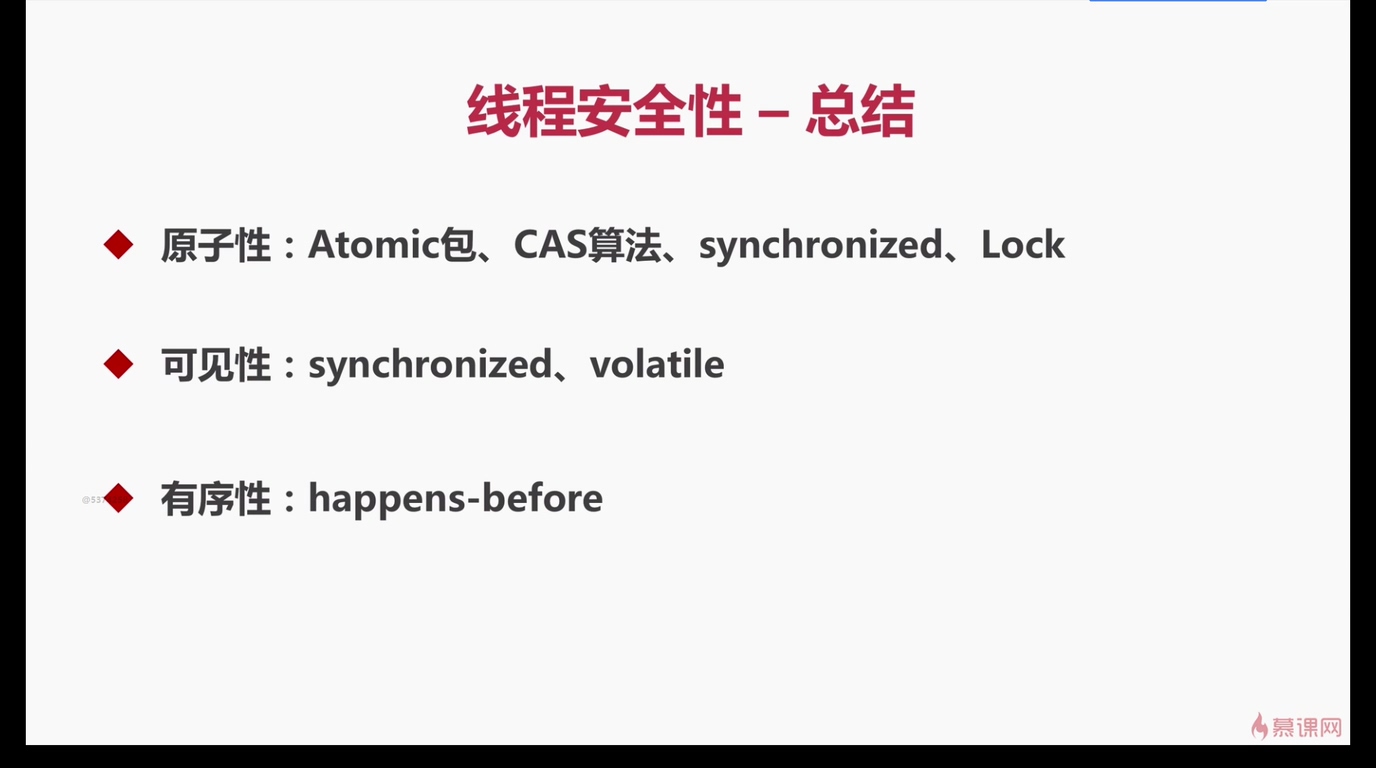 线程安全性 – 总结
原子性：Atomic包、CAS算法、synchronized、Lock
可见性：synchronized、volatile
有序性：happens-before
慕课网